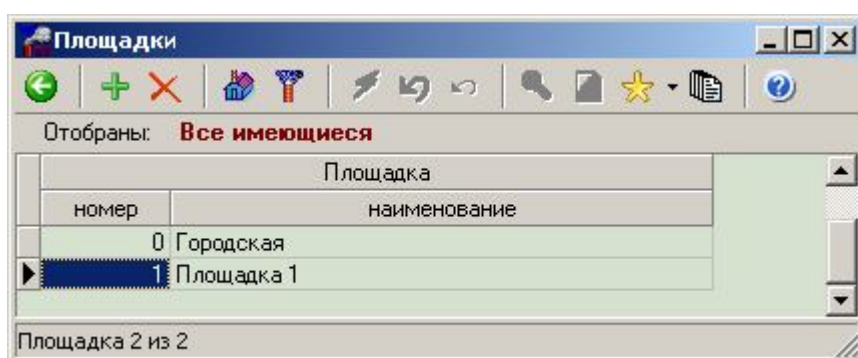 Площадки
Отобраны: Все имеющиеся
Площадка
номер наименование
0 Городская
1 Площадка 1
Площадка 2 из 2